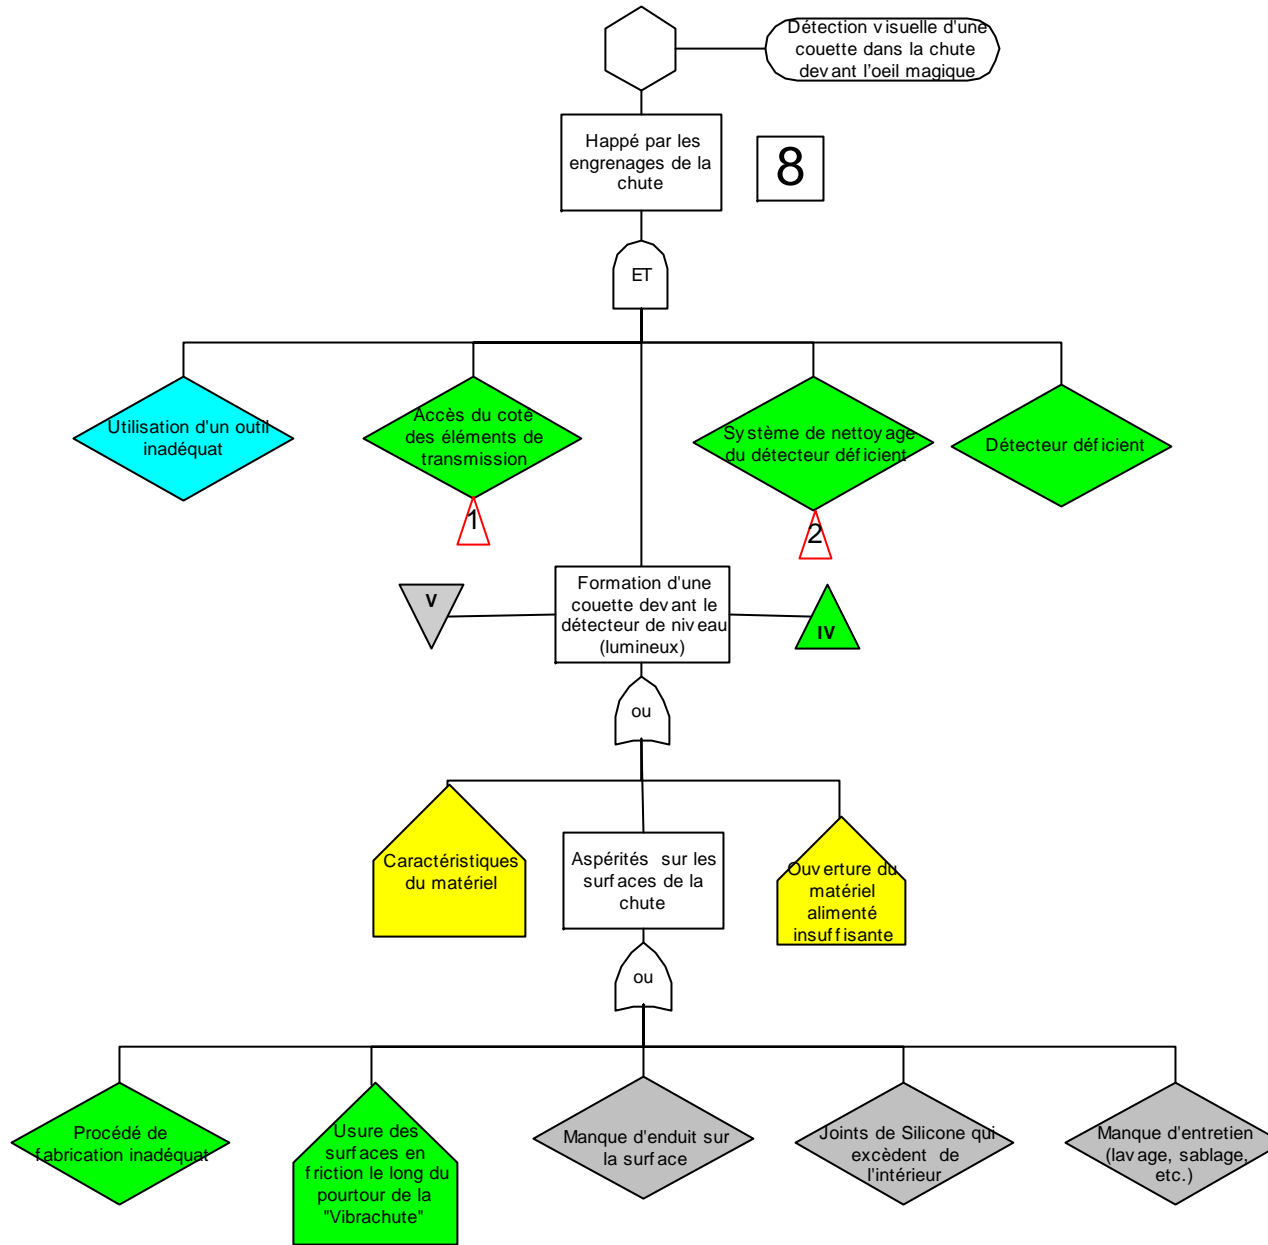 Détection visuelle d'une
couette dans la chute
devant l'oeil magique
Happé par les
engrenages de la
chute
8
ET
Utilisation d'un outil
inadéquat
Accès du coté
des éléments de
transmission
Système de nettoyage
du détecteur déficient
Détecteur déficient
1
2
Formation d'une
couette devant le
détecteur de niveau
(lumineux)
V
IV
ou
Caractéristiques
du matériel
Aspérités sur les
surfaces de la
chute
Ouverture du
matériel
alimenté
insuffisante
ou
Procédé de
fabrication inadéquat
Usure des
surfaces en
friction le long du
pourtour de la
"Vibrachute"
Manque d'enduit sur
la surface
Joints de Silicone qui
excèdent de
l'intérieur
Manque d'entretien
(lavage, sablage,
etc.)